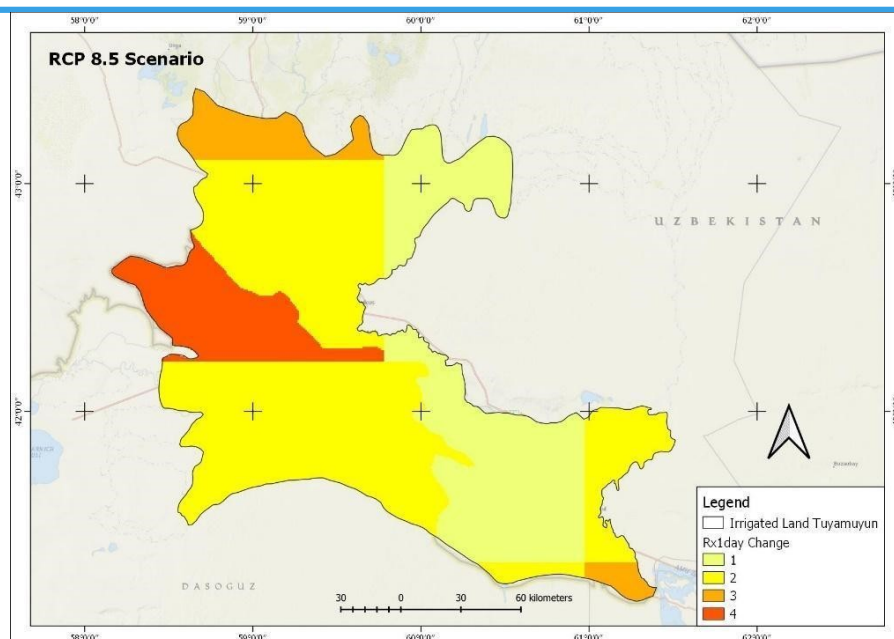 58°0'0" 59°0'0" 60°0'0" 61°0'0" 62°0'0"
RCP 8.5 Scenario
43°0'0"
UZBEKISTAN
42°0'0"
DASOGUZ
30 0 30 60 kilometers
Legend
Irrigated Land Tuyamuyun
Rx1day Change
1
2
3
4
58°0'0" 59°0'0" 60°0'0" 61°0'0" 62°0'0"